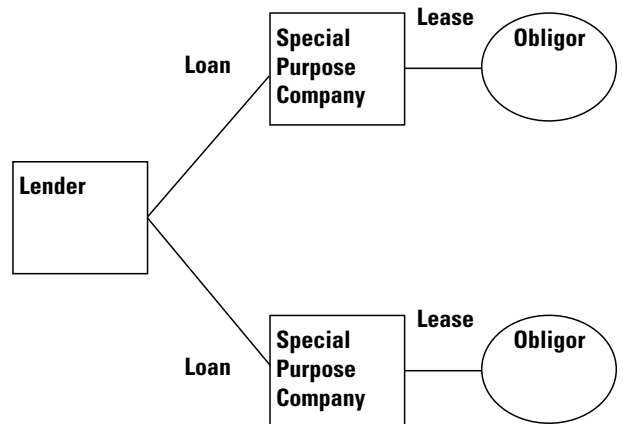 Lease
Obligor
Special
Purpose
Company
Loan
Lender
Lease
Obligor
Special
Purpose
Company
Loan